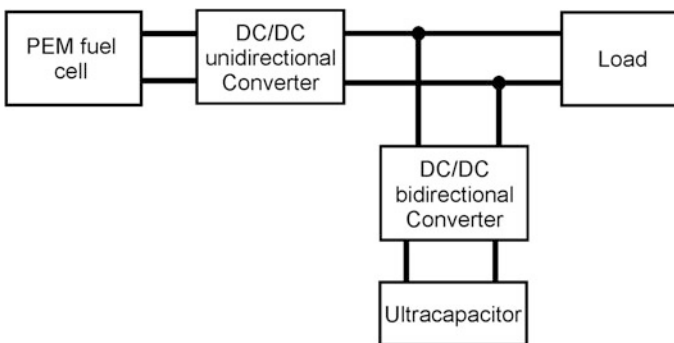 PEM fuel
cell
DC/DC
unidirectional
Converter
Load
DC/DC
bidirectional
Converter
Ultracapacitor